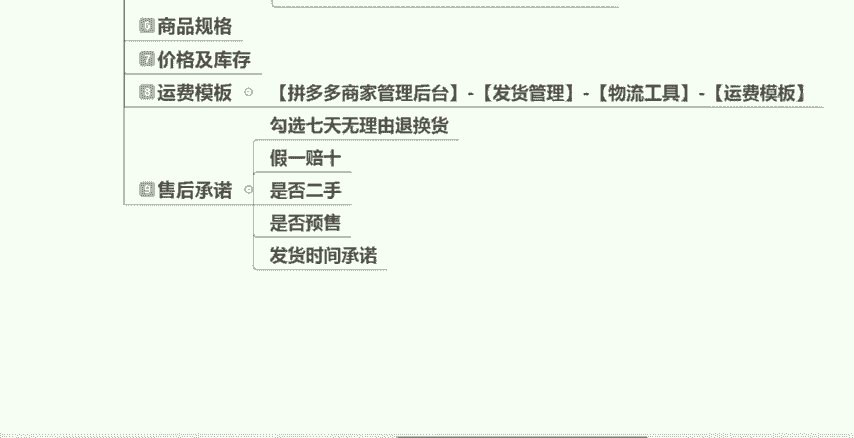 6 商品规格
7 价格及库存
8 运费模板
【拼多多商家管理后台】-【发货管理】-【物流工具】-【运费模板】
9 售后承诺
勾选七天无理由退换货
假一赔十
是否二手
是否预售
发货时间承诺